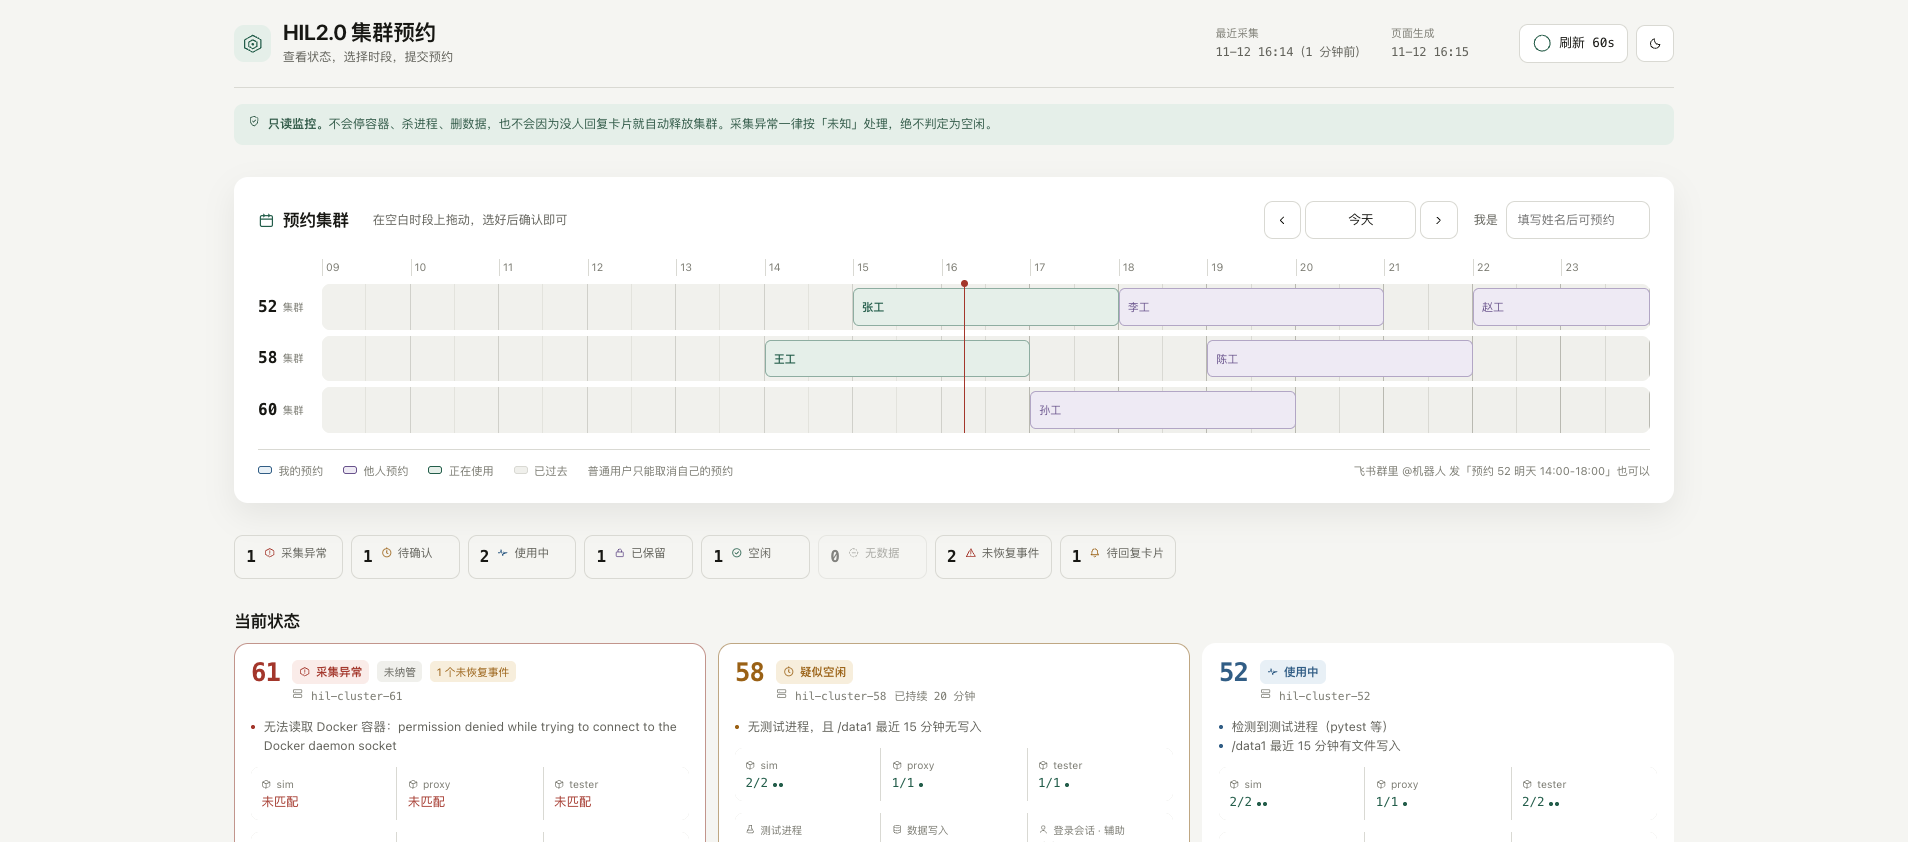 HIL2.0 集群预约
查看状态，选择时段，提交预约
最近采集
11-12 16:14 (1 分钟前)
页面生成
11-12 16:15
刷新 60s
只读监控。不会停容器、杀进程、删数据，也不会因为没人回复卡片就自动释放集群。采集异常一律按「未知」处理，绝不判定为空闲。
预约集群 在空白时段上拖动，选好后确认即可
今天
我是 填写姓名后可预约
09 10 11 12 13 14 15 16 17 18 19 20 21 22 23
52 集群 张工 李工 赵工
58 集群 王工 陈工
60 集群 孙工
我的预约 他人预约 正在使用 已过去 普通用户只能取消自己的预约
飞书群里 @机器人 发「预约 52 明天 14:00-18:00」也可以
1 采集异常
1 待确认
2 使用中
1 已保留
1 空闲
0 无数据
2 未恢复事件
1 待回复卡片
当前状态
61 采集异常 未纳管 1 个未恢复事件
hil-cluster-61
无法读取 Docker 容器：permission denied while trying to connect to the
Docker daemon socket
sim proxy tester
未匹配 未匹配 未匹配
58 疑似空闲
hil-cluster-58 已持续 20 分钟
无测试进程，且 /data1 最近 15 分钟无写入
sim proxy tester
2/2 1/1 1/1
测试进程 数据写入 登录会话 · 辅助
52 使用中
hil-cluster-52
检测到测试进程（pytest 等）
/data1 最近 15 分钟有文件写入
sim proxy tester
2/2 1/1 2/2